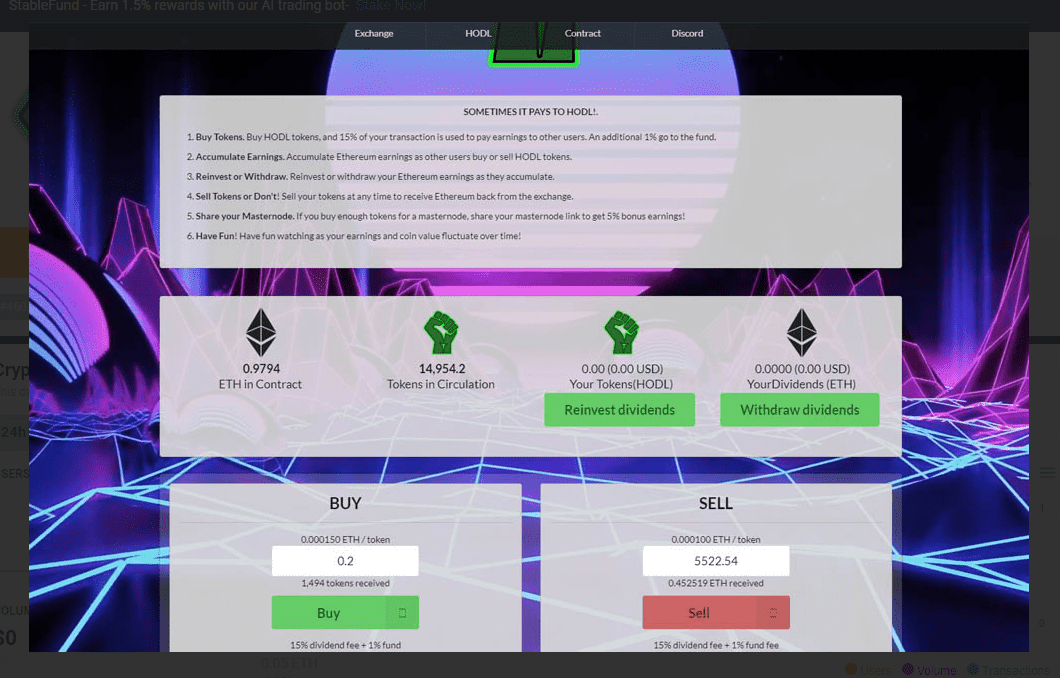 StableFund - Earn 1.5% rewards with our AI trading bot- Stake Now!
Exchange HODL Contract Discord
SOMETIMES IT PAYS TO HODL!.
1. Buy Tokens. Buy HODL tokens, and 15% of your transaction is used to pay earnings to other users. An additional 1% go to the fund.
2. Accumulate Earnings. Accumulate Ethereum earnings as other users buy or sell HODL tokens.
3. Reinvest or Withdraw. Reinvest or withdraw your Ethereum earnings as they accumulate.
4. Sell Tokens or Don't! Sell your tokens at any time to receive Ethereum back from the exchange.
5. Share your Masternode. If you buy enough tokens for a masternode, share your masternode link to get 5% bonus earnings!
6. Have Fun! Have fun watching as your earnings and coin value fluctuate over time!
0.9794 14,954.2 0.00 (0.00 USD) 0.0000 (0.00 USD)
ETH in Contract Tokens in Circulation Your Tokens(HODL) YourDividends (ETH)
Reinvest dividends Withdraw dividends
Cryp
24h
SERS
BUY SELL
0.000150 ETH / token 0.000100 ETH / token
0.2 5522.54
1,494 tokens received 0.452519 ETH received
Buy Sell
$0
15% dividend fee + 1% fund 15% dividend fee + 1% fund fee
0.05 ETH
Users Volume Transactions